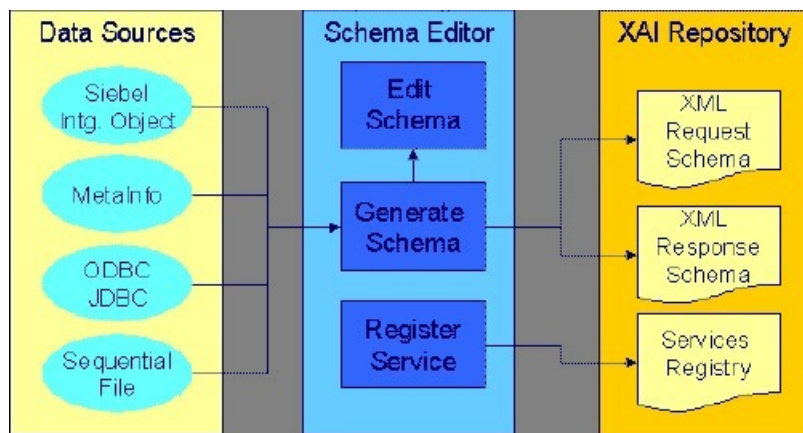 Data Sources
Siebel
Intg. Object
MetaInfo
ODBC
JDBC
Sequential
File
Schema Editor
Edit
Schema
Generate
Schema
Register
Service
XAI Repository
XML
Request
Schema
XML
Response
Schema
Services
Registry